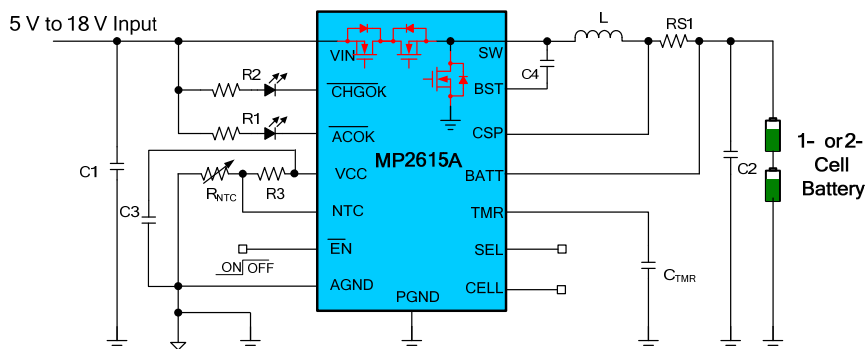 5 V to 18 V Input
L
RS1
VIN
SW
R2
C4
CHGOK
BST
R1
ACOK
CSP
1- or 2-
Cell
Battery
MP2615A
C1
RNTC
R3
VCC
BATT
C2
C3
NTC
TMR
EN
SEL
ON OFF
CTMR
AGND
CELL
PGND